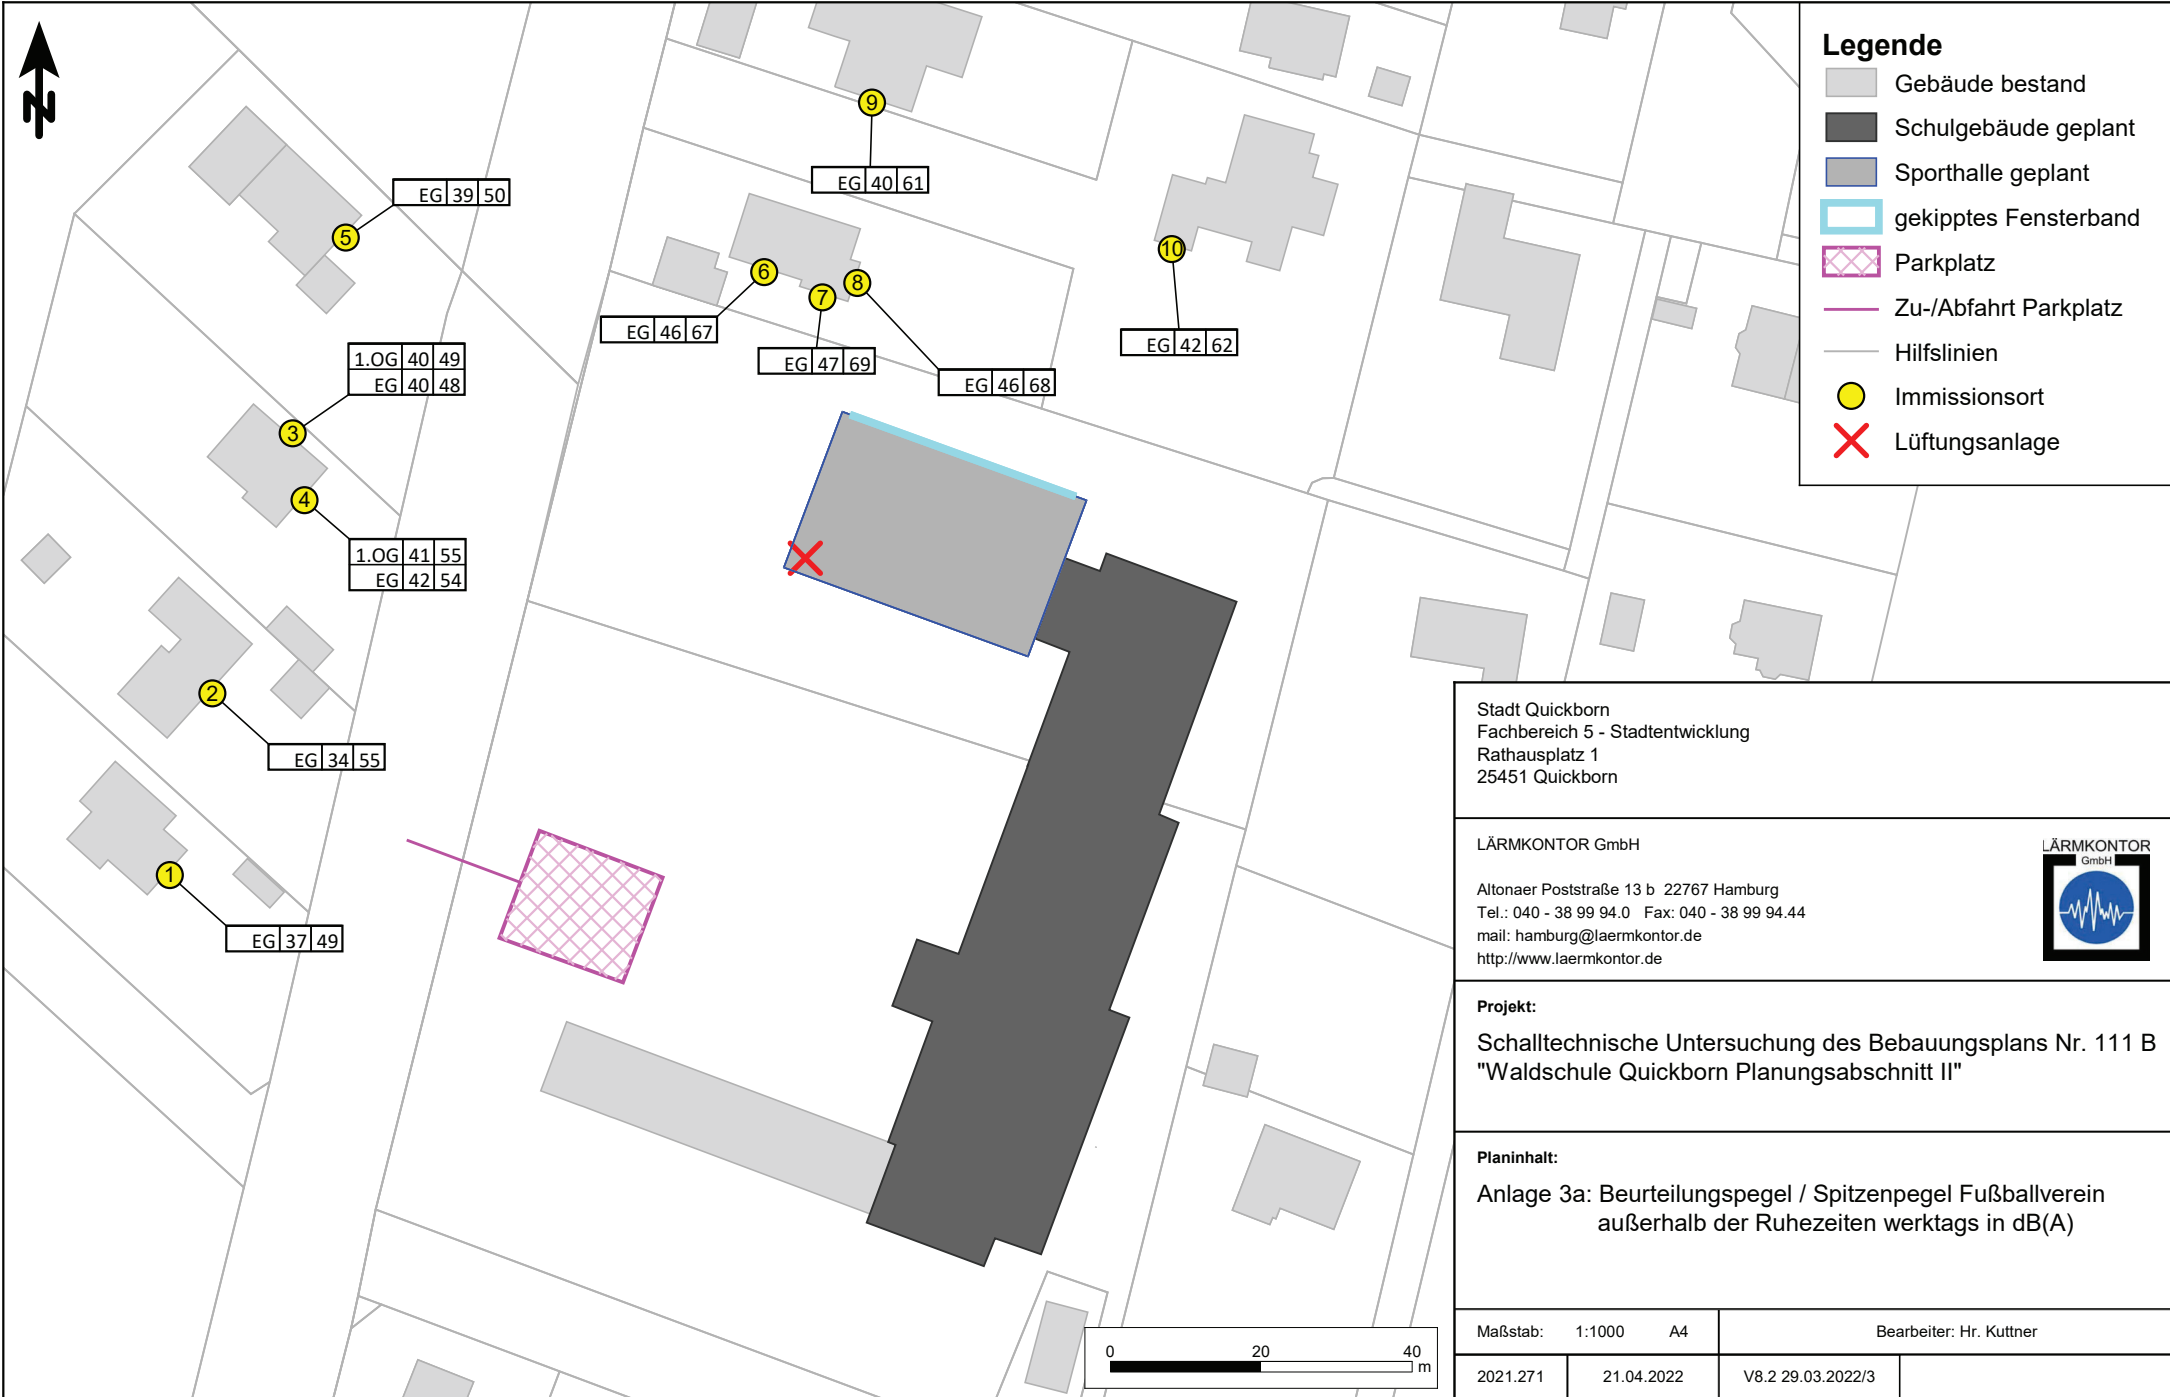 N
9
EG 40 61
5
EG 39 50
6
EG 46 67
7
EG 47 69
8
EG 46 68
10
EG 42 62
3
1.OG 40 49
EG 40 48
4
1.OG 41 55
EG 42 54
2
EG 34 55
1
EG 37 49
Legende
Gebäude bestand
Schulgebäude geplant
Sporthalle geplant
gekipptes Fensterband
Parkplatz
Zu-/Abfahrt Parkplatz
Hilfslinien
Immissionsort
Lüftungsanlage
Stadt Quickborn
Fachbereich 5 - Stadtentwicklung
Rathausplatz 1
25451 Quickborn
LÄRMKONTOR GmbH
Altonaer Poststraße 13 b 22767 Hamburg
Tel.: 040 - 38 99 94.0 Fax: 040 - 38 99 94.44
mail: hamburg@laermkontor.de
http://www.laermkontor.de
LÄRMKONTOR
GmbH
Projekt:
Schalltechnische Untersuchung des Bebauungsplans Nr. 111 B
"Waldschule Quickborn Planungsabschnitt II"
Planinhalt:
Anlage 3a: Beurteilungspegel / Spitzenpegel Fußballverein
außerhalb der Ruhezeiten werktags in dB(A)
0 20 40
m
Maßstab: 1:1000 A4 Bearbeiter: Hr. Kuttner
2021.271 21.04.2022 V8.2 29.03.2022/3